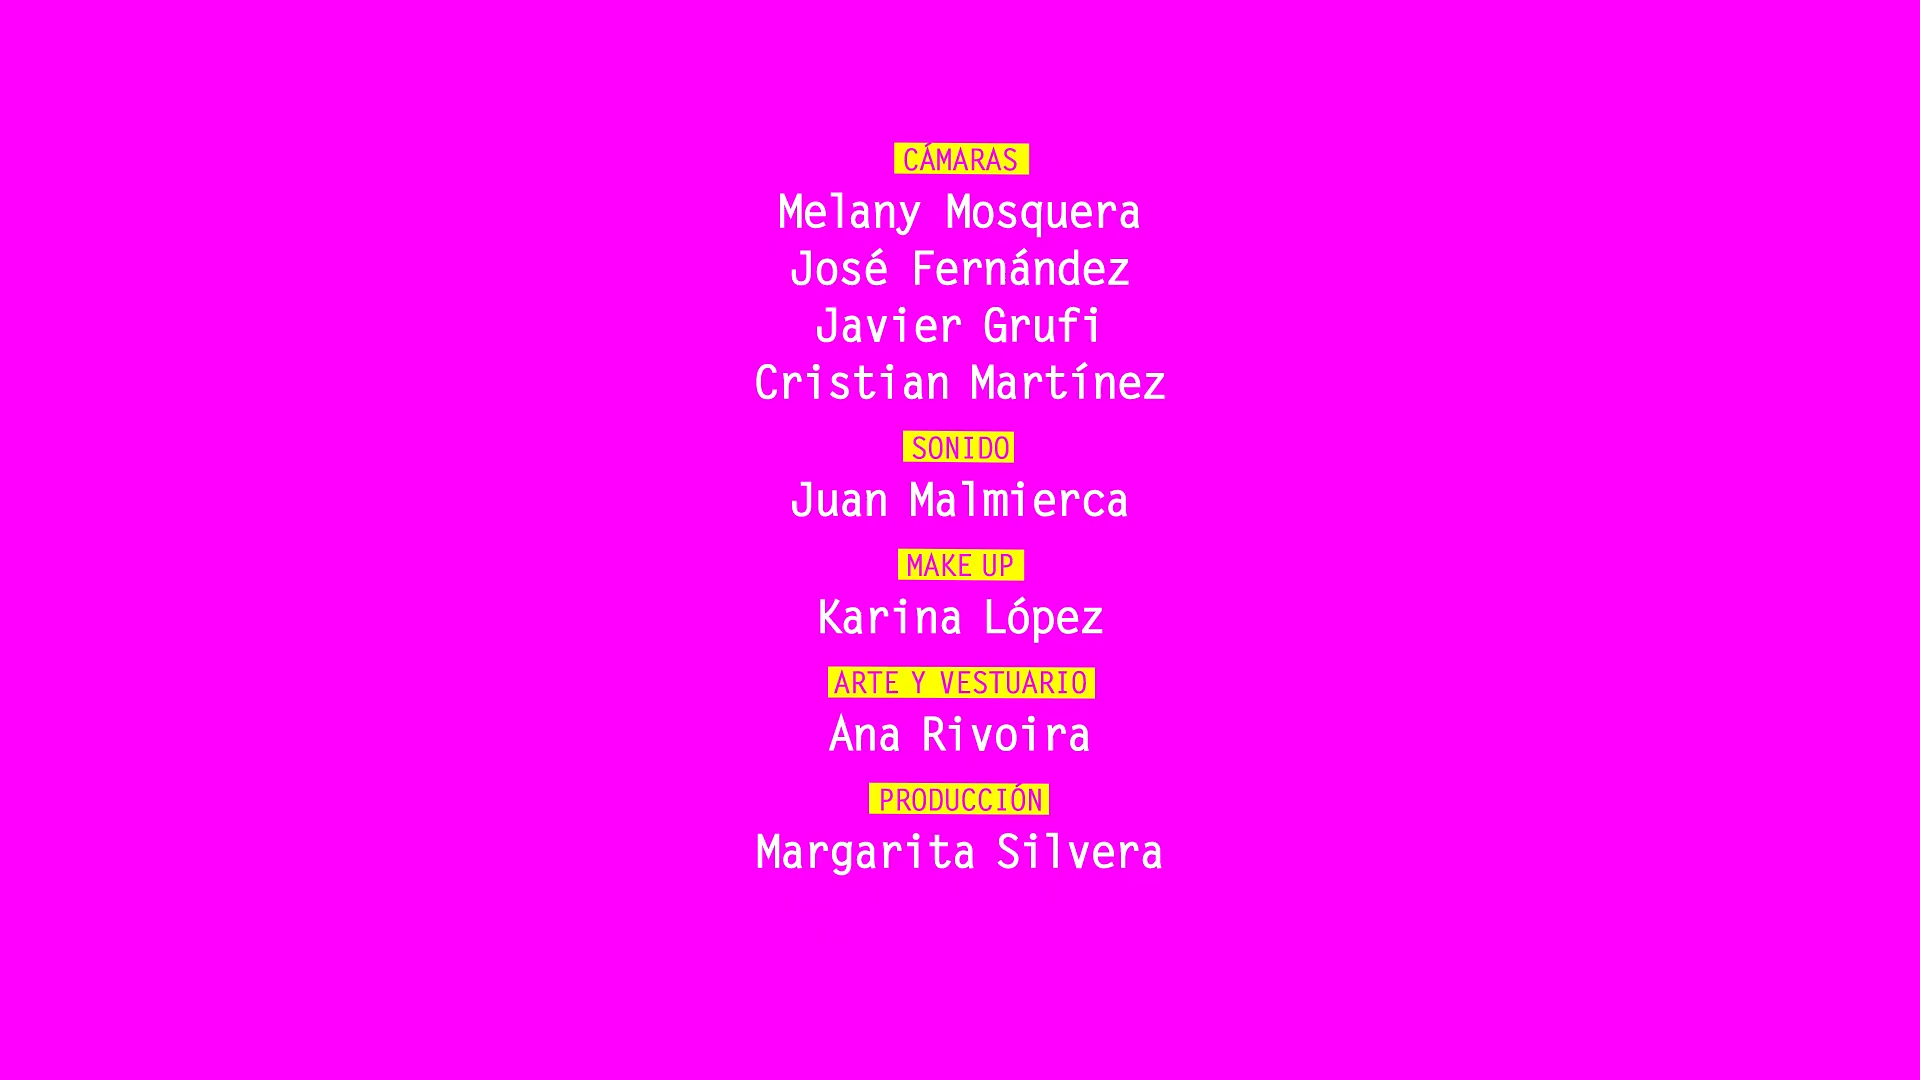 CÁMARAS
Melany Mosquera
José Fernández
Javier Grufi
Cristian Martínez
SONIDO
Juan Malmierca
MAKE UP
Karina López
ARTE Y VESTUARIO
Ana Rivoira
PRODUCCIÓN
Margarita Silvera